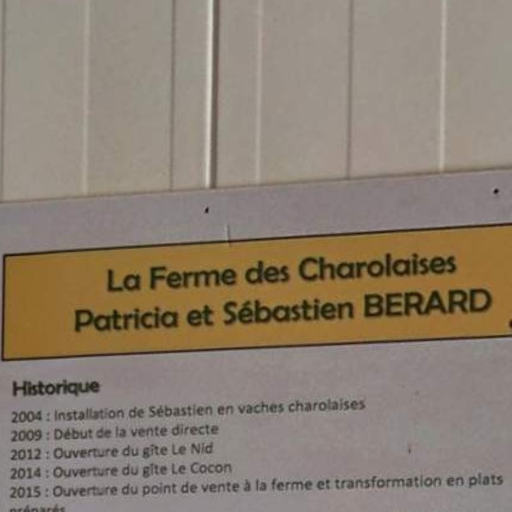 La Ferme des Charolaises
Patricia et Sébastien BERARD
Historique
2004 : Installation de Sébastien en vaches charolaises
2009 : Début de la vente directe
2012 : Ouverture du gîte Le Nid
2014 : Ouverture du gîte Le Cocon
2015 : Ouverture du point de vente à la ferme et transformation en plats
préparés